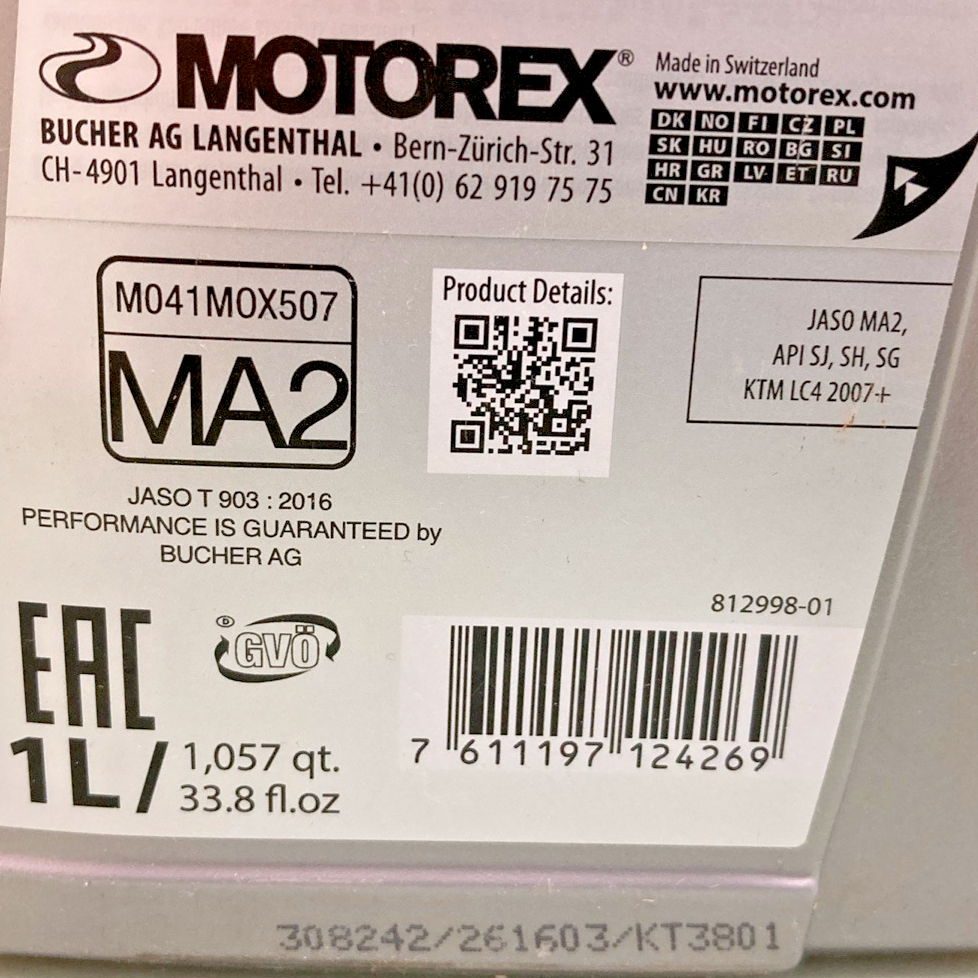 MOTOREX®
BUCHER AG LANGENTHAL • Bern-Zürich-Str. 31
CH-4901 Langenthal • Tel. +41(0) 62 919 75 75
Made in Switzerland
www.motorex.com
DK NO FI CZ PL
SK HU RO BG SI
HR GR LV ET RU
CN KR
M041MOX507
MA2
JASO T 903 : 2016
PERFORMANCE IS GUARANTEED by
BUCHER AG
Product Details:
JASO MA2,
API SJ, SH, SG
KTM LC4 2007+
EAC
D GVÖ
1L/ 1,057 qt.
33.8 fl.oz
812998-01
7 611197 124269
308242/261603/KT3801